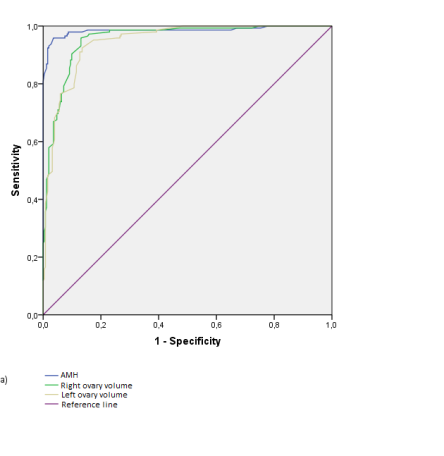 1,0
0,8
0,6
0,4
0,2
0,0
Sensitivity
0,0 0,2 0,4 0,6 0,8 1,0
1 - Specificity
a)
AMH
Right ovary volume
Left ovary volume
Reference line